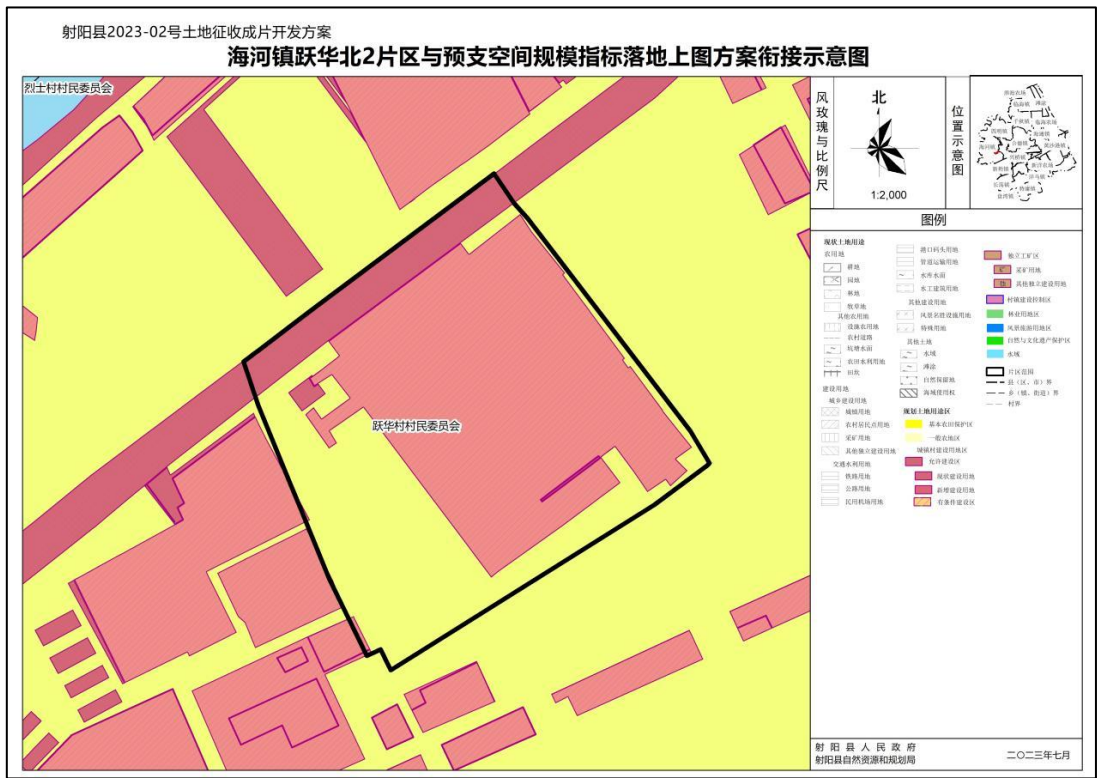 射阳县2023-02号土地征收成片开发方案
海河镇跃华北2片区与预支空间规模指标落地上图方案衔接示意图
烈士村村民委员会
跃华村村民委员会
风玫瑰与比例尺
北
1:2,000
位置示意图
图例
现状土地用途
农用地
耕地
园地
林地
牧草地
其他农用地
设施农用地
农村道路
坑塘水面
农田水利用地
田坎
建设用地
城乡建设用地
城镇用地
农村居民点用地
采矿用地
其他独立建设用地
交通水利用地
铁路用地
公路用地
民用机场用地
港口码头用地
管道运输用地
水库水面
水工建筑用地
其他建设用地
风景名胜设施用地
特殊用地
其他土地
水域
滩涂
自然保留地
海域使用权
规划土地用途区
基本农田保护区
一般农地区
城镇村建设用地区
允许建设区
现状建设用地
新增建设用地
有条件建设区
独立工矿区
采矿用地
其他独立建设用地
村镇建设控制区
林业用地区
风景旅游用地区
自然与文化遗产保护区
水域
片区范围
县（区、市）界
乡（镇、街道）界
村界
射阳县人民政府
射阳县自然资源和规划局
二〇二三年七月